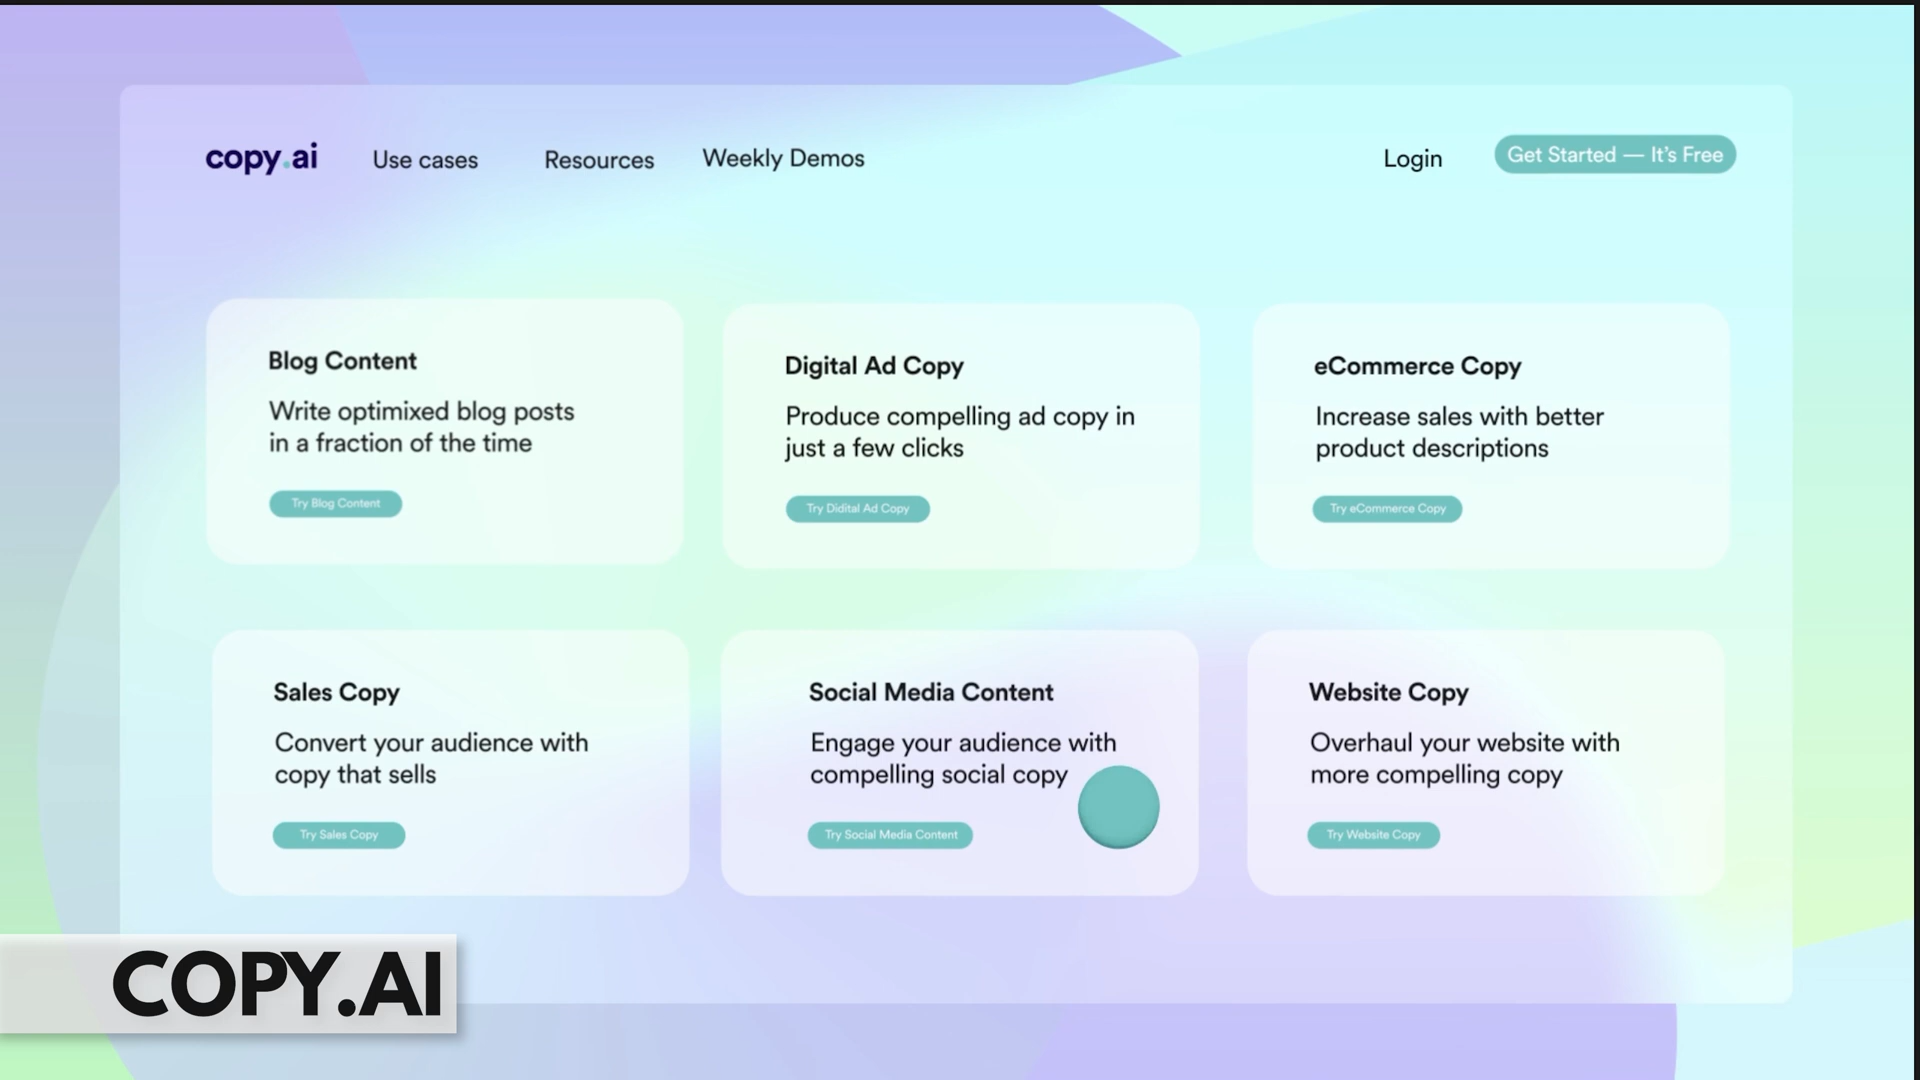 copy.ai
Use cases
Resources
Weekly Demos
Login
Get Started — It's Free
Blog Content
Write optimixed blog posts
in a fraction of the time
Try Blog Content
Digital Ad Copy
Produce compelling ad copy in
just a few clicks
Try Didital Ad Copy
eCommerce Copy
Increase sales with better
product descriptions
Try eCommerce Copy
Sales Copy
Convert your audience with
copy that sells
Try Sales Copy
Social Media Content
Engage your audience with
compelling social copy
Try Social Media Content
Website Copy
Overhaul your website with
more compelling copy
Try Website Copy
COPY.AI